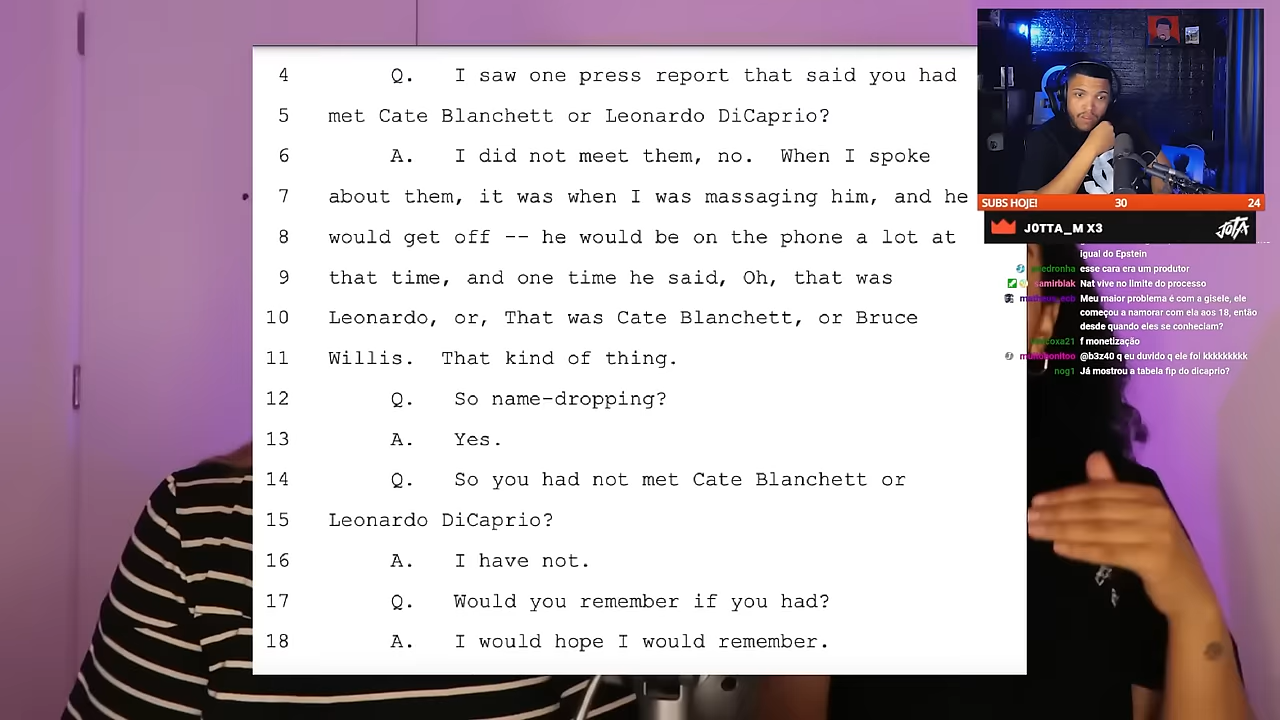 4 Q. I saw one press report that said you had
5 met Cate Blanchett or Leonardo DiCaprio?
6 A. I did not meet them, no. When I spoke
7 about them, it was when I was massaging him, and he
8 would get off -- he would be on the phone a lot at
9 that time, and one time he said, Oh, that was
10 Leonardo, or, That was Cate Blanchett, or Bruce
11 Willis. That kind of thing.
12 Q. So name-dropping?
13 A. Yes.
14 Q. So you had not met Cate Blanchett or
15 Leonardo DiCaprio?
16 A. I have not.
17 Q. Would you remember if you had?
18 A. I would hope I would remember.
SUBS HOJE! 30 24
J0TTA_M X3
JOTA
igual do Epstein
esse cara era um produtor
samirblak Nat vive no limite do processo
Meu maior problema é com a gisele, ele
começou a namorar com ela aos 18, então
desde quando eles se conheciam?
f monetização
@b3z40 q eu duvido q ele foi kkkkkkkkk
nog1 Já mostrou a tabela fip do dicaprio?